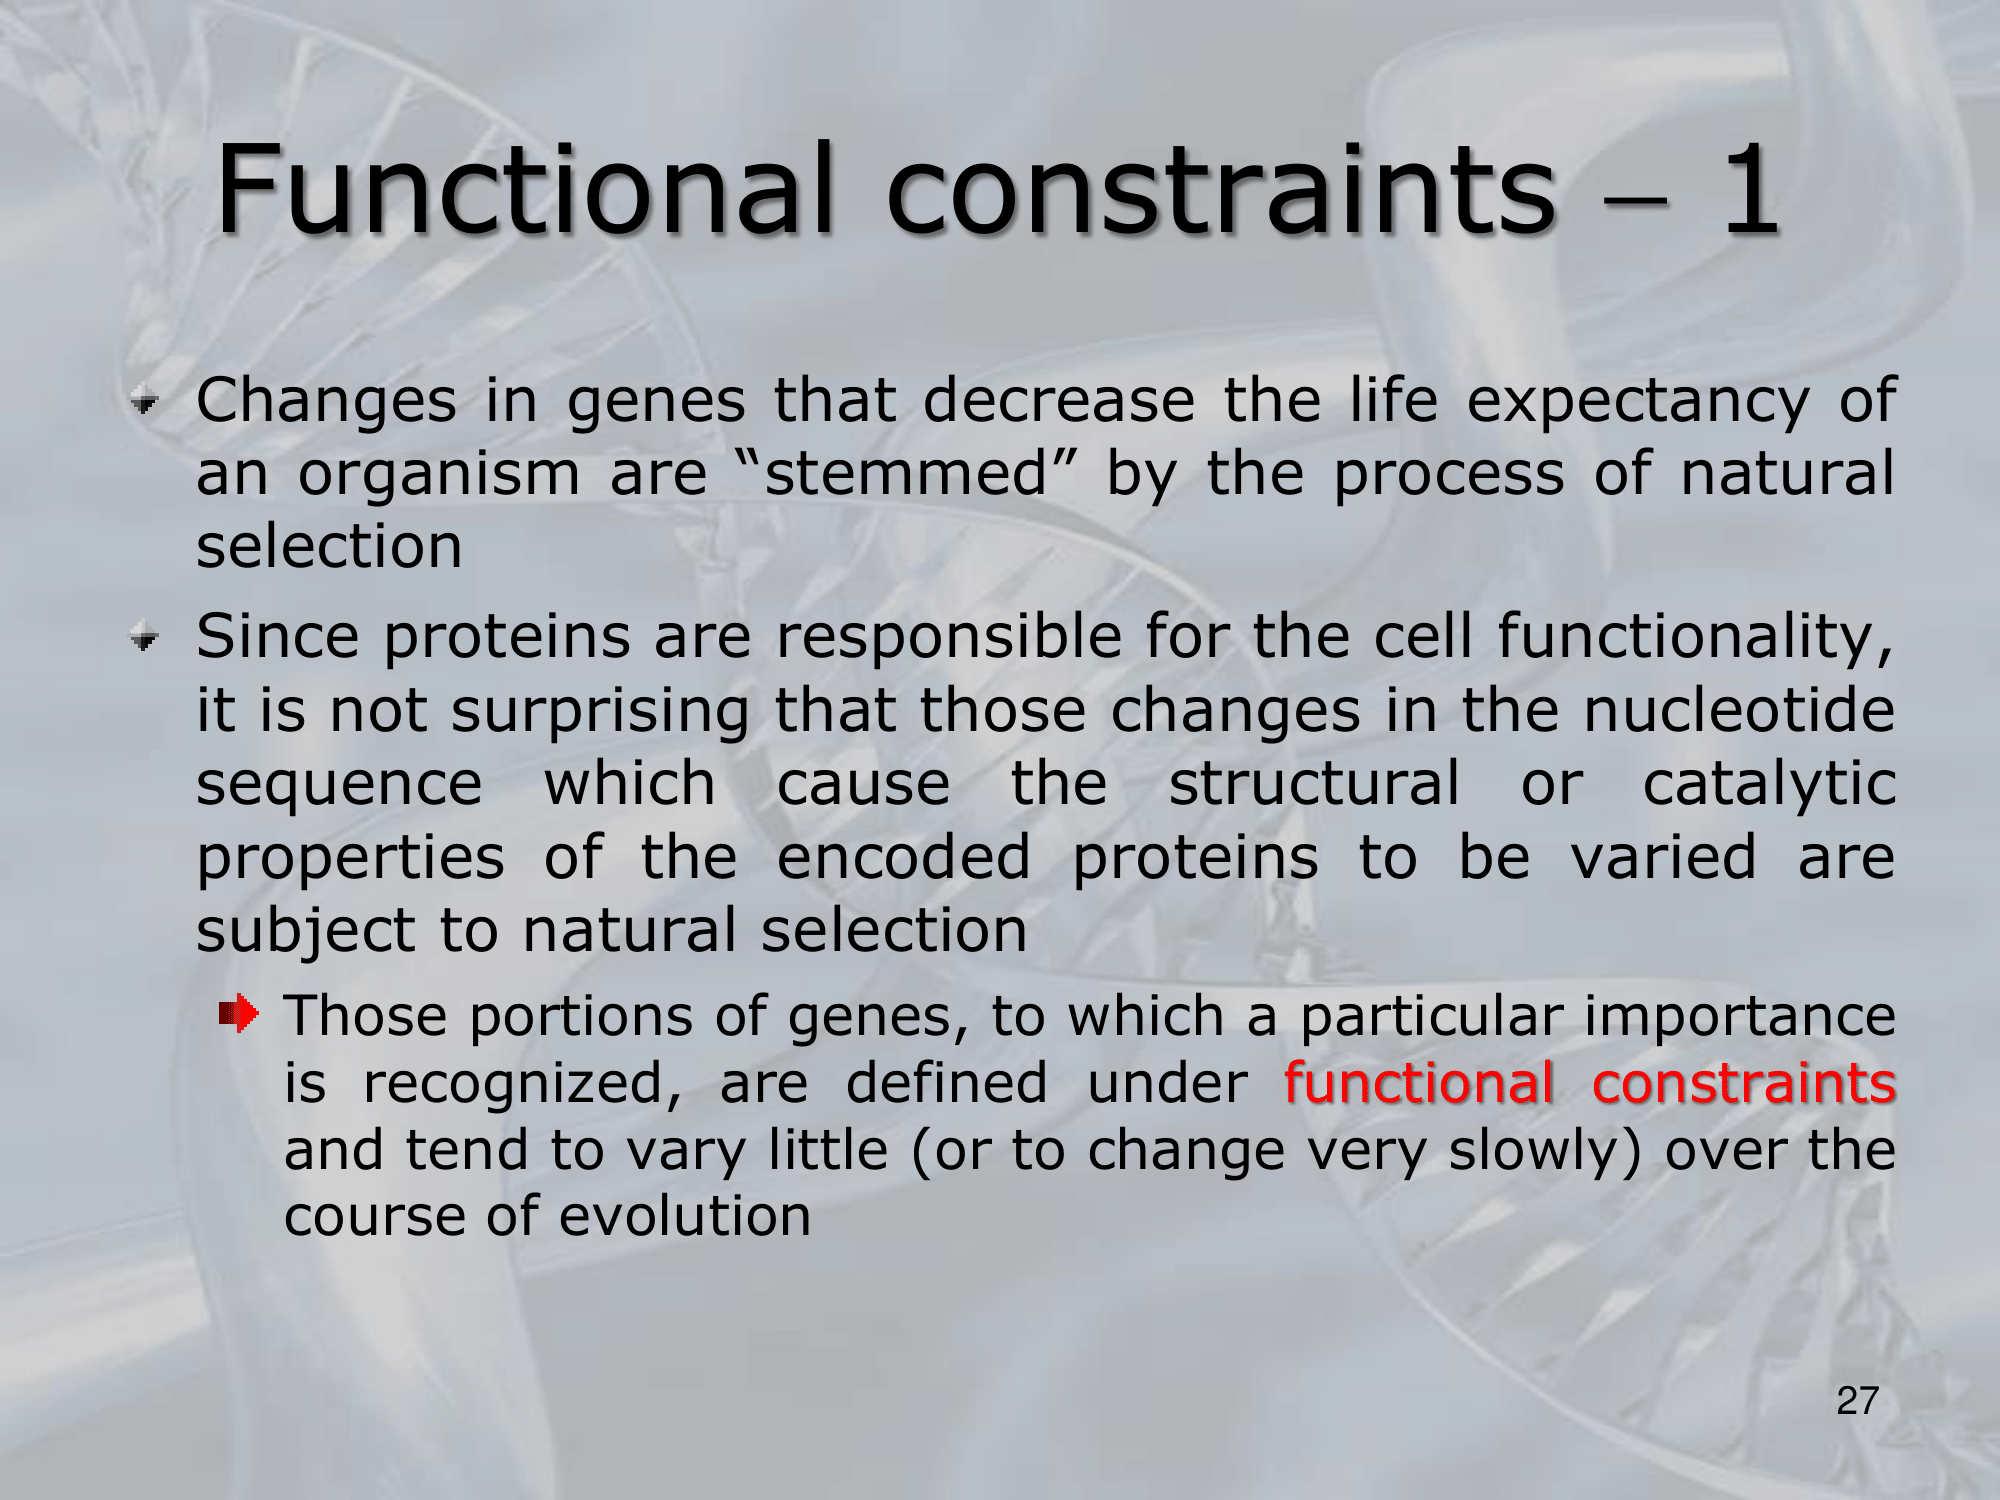 Functional constraints – 1
Changes in genes that decrease the life expectancy of
an organism are “stemmed” by the process of natural
selection
Since proteins are responsible for the cell functionality,
it is not surprising that those changes in the nucleotide
sequence which cause the structural or catalytic
properties of the encoded proteins to be varied are
subject to natural selection
Those portions of genes, to which a particular importance
is recognized, are defined under functional constraints
and tend to vary little (or to change very slowly) over the
course of evolution
27